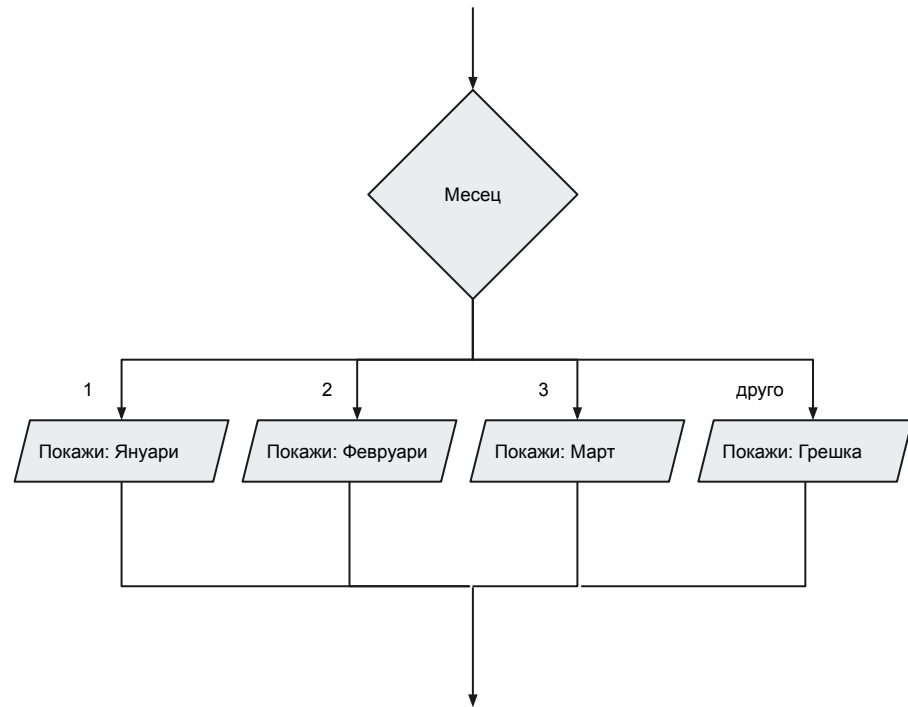 Месец
1
2
3
друго
Покажи: Януари
Покажи: Февруари
Покажи: Март
Покажи: Грешка